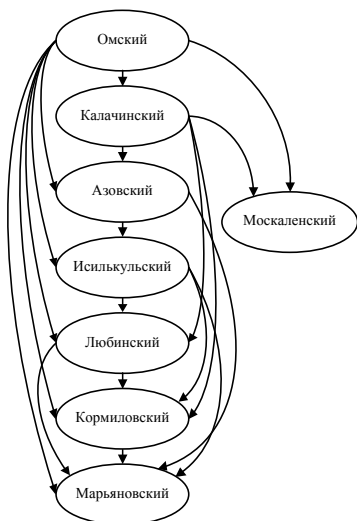 Омский
Калачинский
Азовский
Москаленский
Исилькульский
Любинский
Кормиловский
Марьяновский